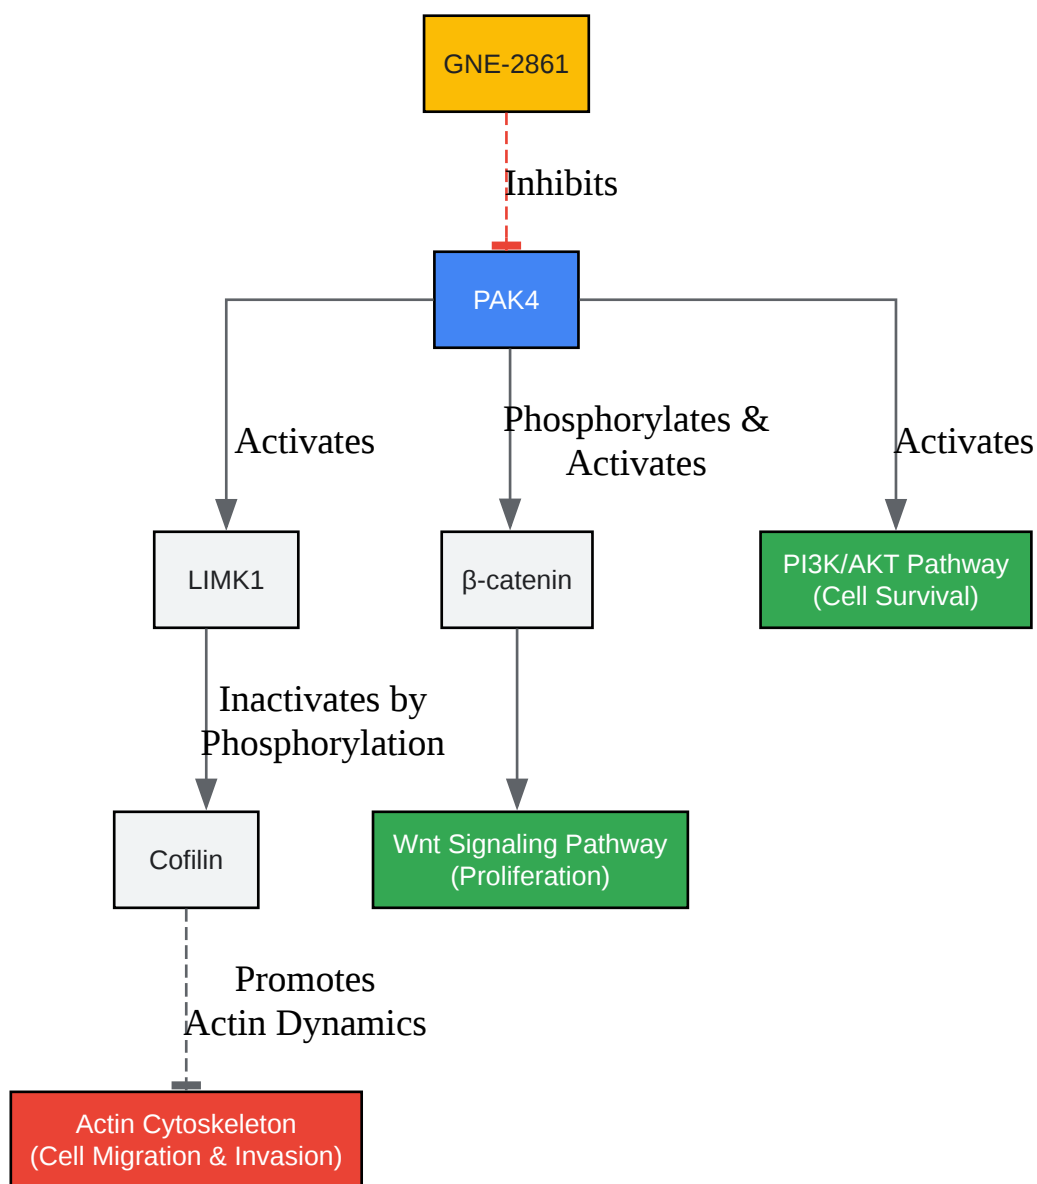 GNE-2861
Inhibits
PAK4
Activates
Phosphorylates &
Activates
Activates
LIMK1
β-catenin
PI3K/AKT Pathway
(Cell Survival)
Inactivates by
Phosphorylation
Cofilin
Wnt Signaling Pathway
(Proliferation)
Promotes
Actin Dynamics
Actin Cytoskeleton
(Cell Migration & Invasion)